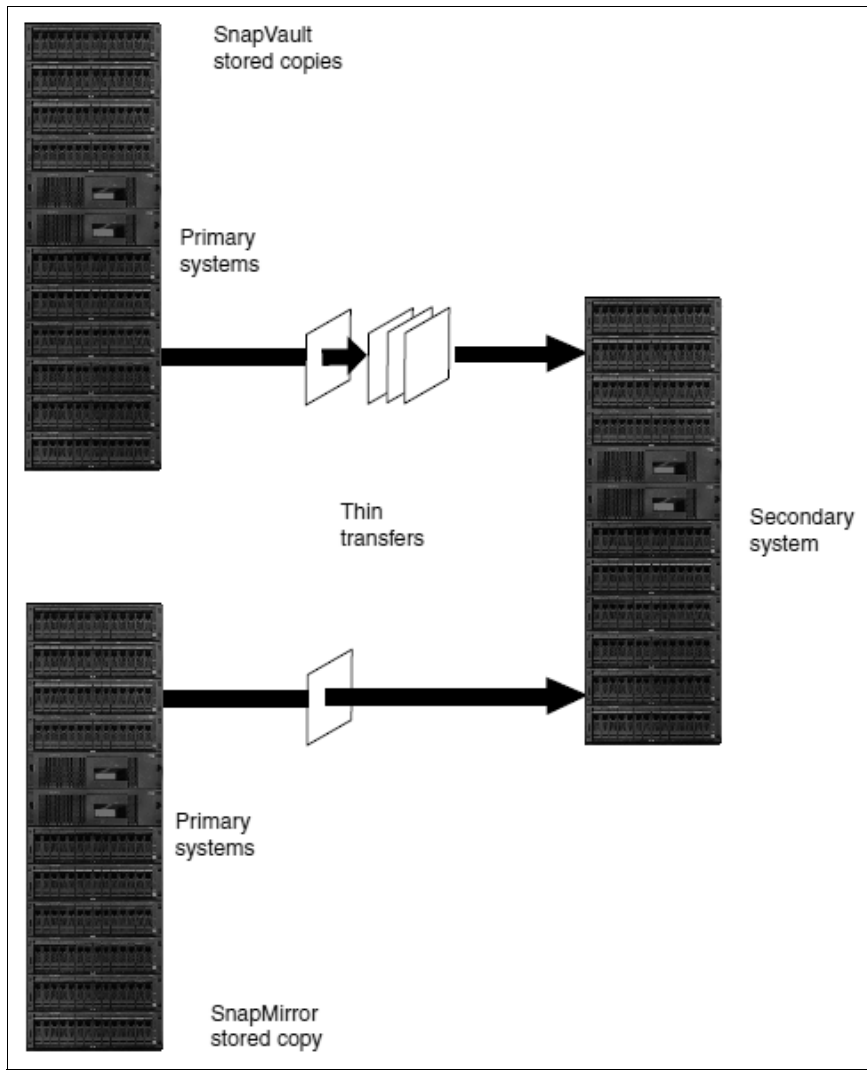 SnapVault
stored copies
Primary
systems
Thin
transfers
Secondary
system
Primary
systems
SnapMirror
stored copy